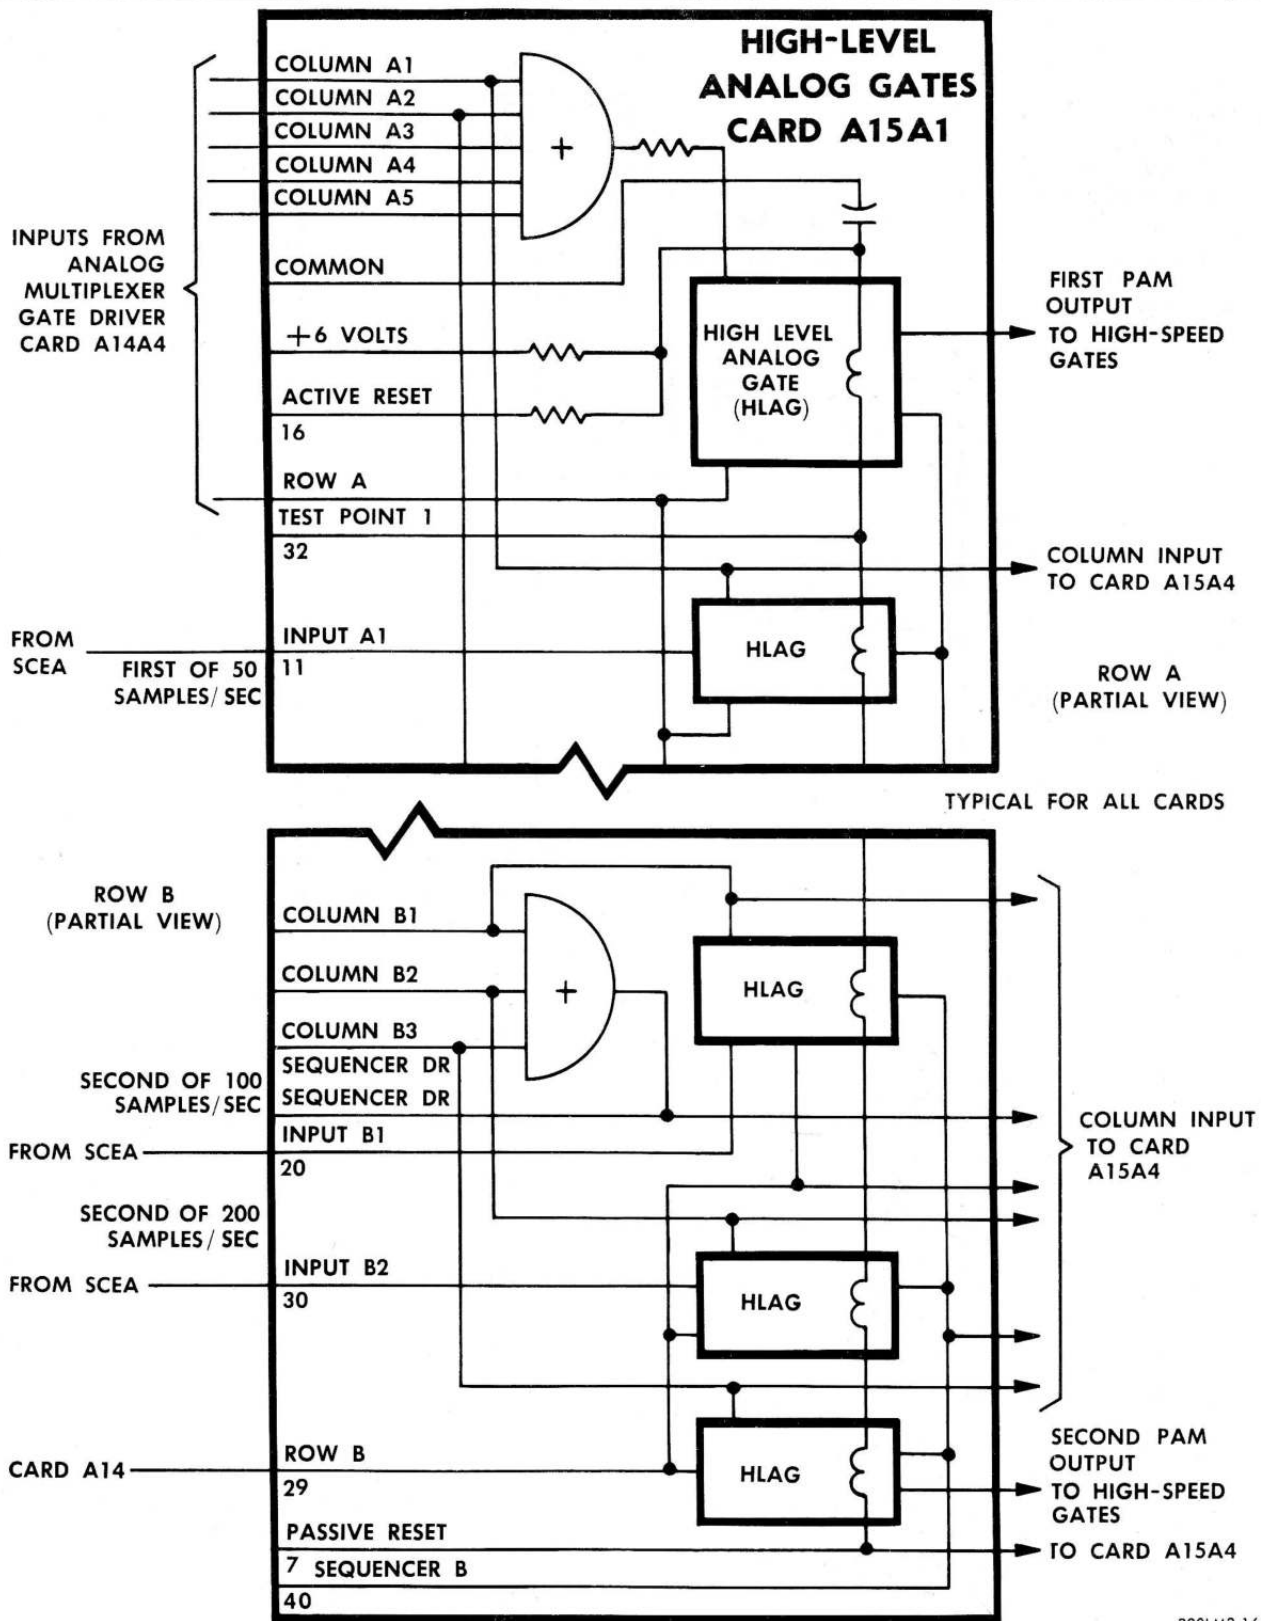 HIGH-LEVEL
ANALOG GATES
CARD A15A1
COLUMN A1
COLUMN A2
COLUMN A3
COLUMN A4
COLUMN A5
+
INPUTS FROM
ANALOG
MULTIPLEXER
GATE DRIVER
CARD A14A4
COMMON
+6 VOLTS
ACTIVE RESET
16
ROW A
TEST POINT 1
32
HIGH LEVEL
ANALOG
GATE
(HLAG)
FIRST PAM
OUTPUT
TO HIGH-SPEED
GATES
COLUMN INPUT
TO CARD A15A4
FROM
SCEA
FIRST OF 50
SAMPLES/SEC
INPUT A1
11
HLAG
ROW A
(PARTIAL VIEW)
TYPICAL FOR ALL CARDS
ROW B
(PARTIAL VIEW)
COLUMN B1
COLUMN B2
COLUMN B3
+
HLAG
SEQUENCER DR
SECOND OF 100
SAMPLES/SEC
SEQUENCER DR
FROM SCEA
INPUT B1
20
COLUMN INPUT
TO CARD
A15A4
SECOND OF 200
SAMPLES/SEC
FROM SCEA
INPUT B2
30
HLAG
CARD A14
ROW B
29
HLAG
SECOND PAM
OUTPUT
TO HIGH-SPEED
GATES
PASSIVE RESET
7 SEQUENCER B
40
TO CARD A15A4